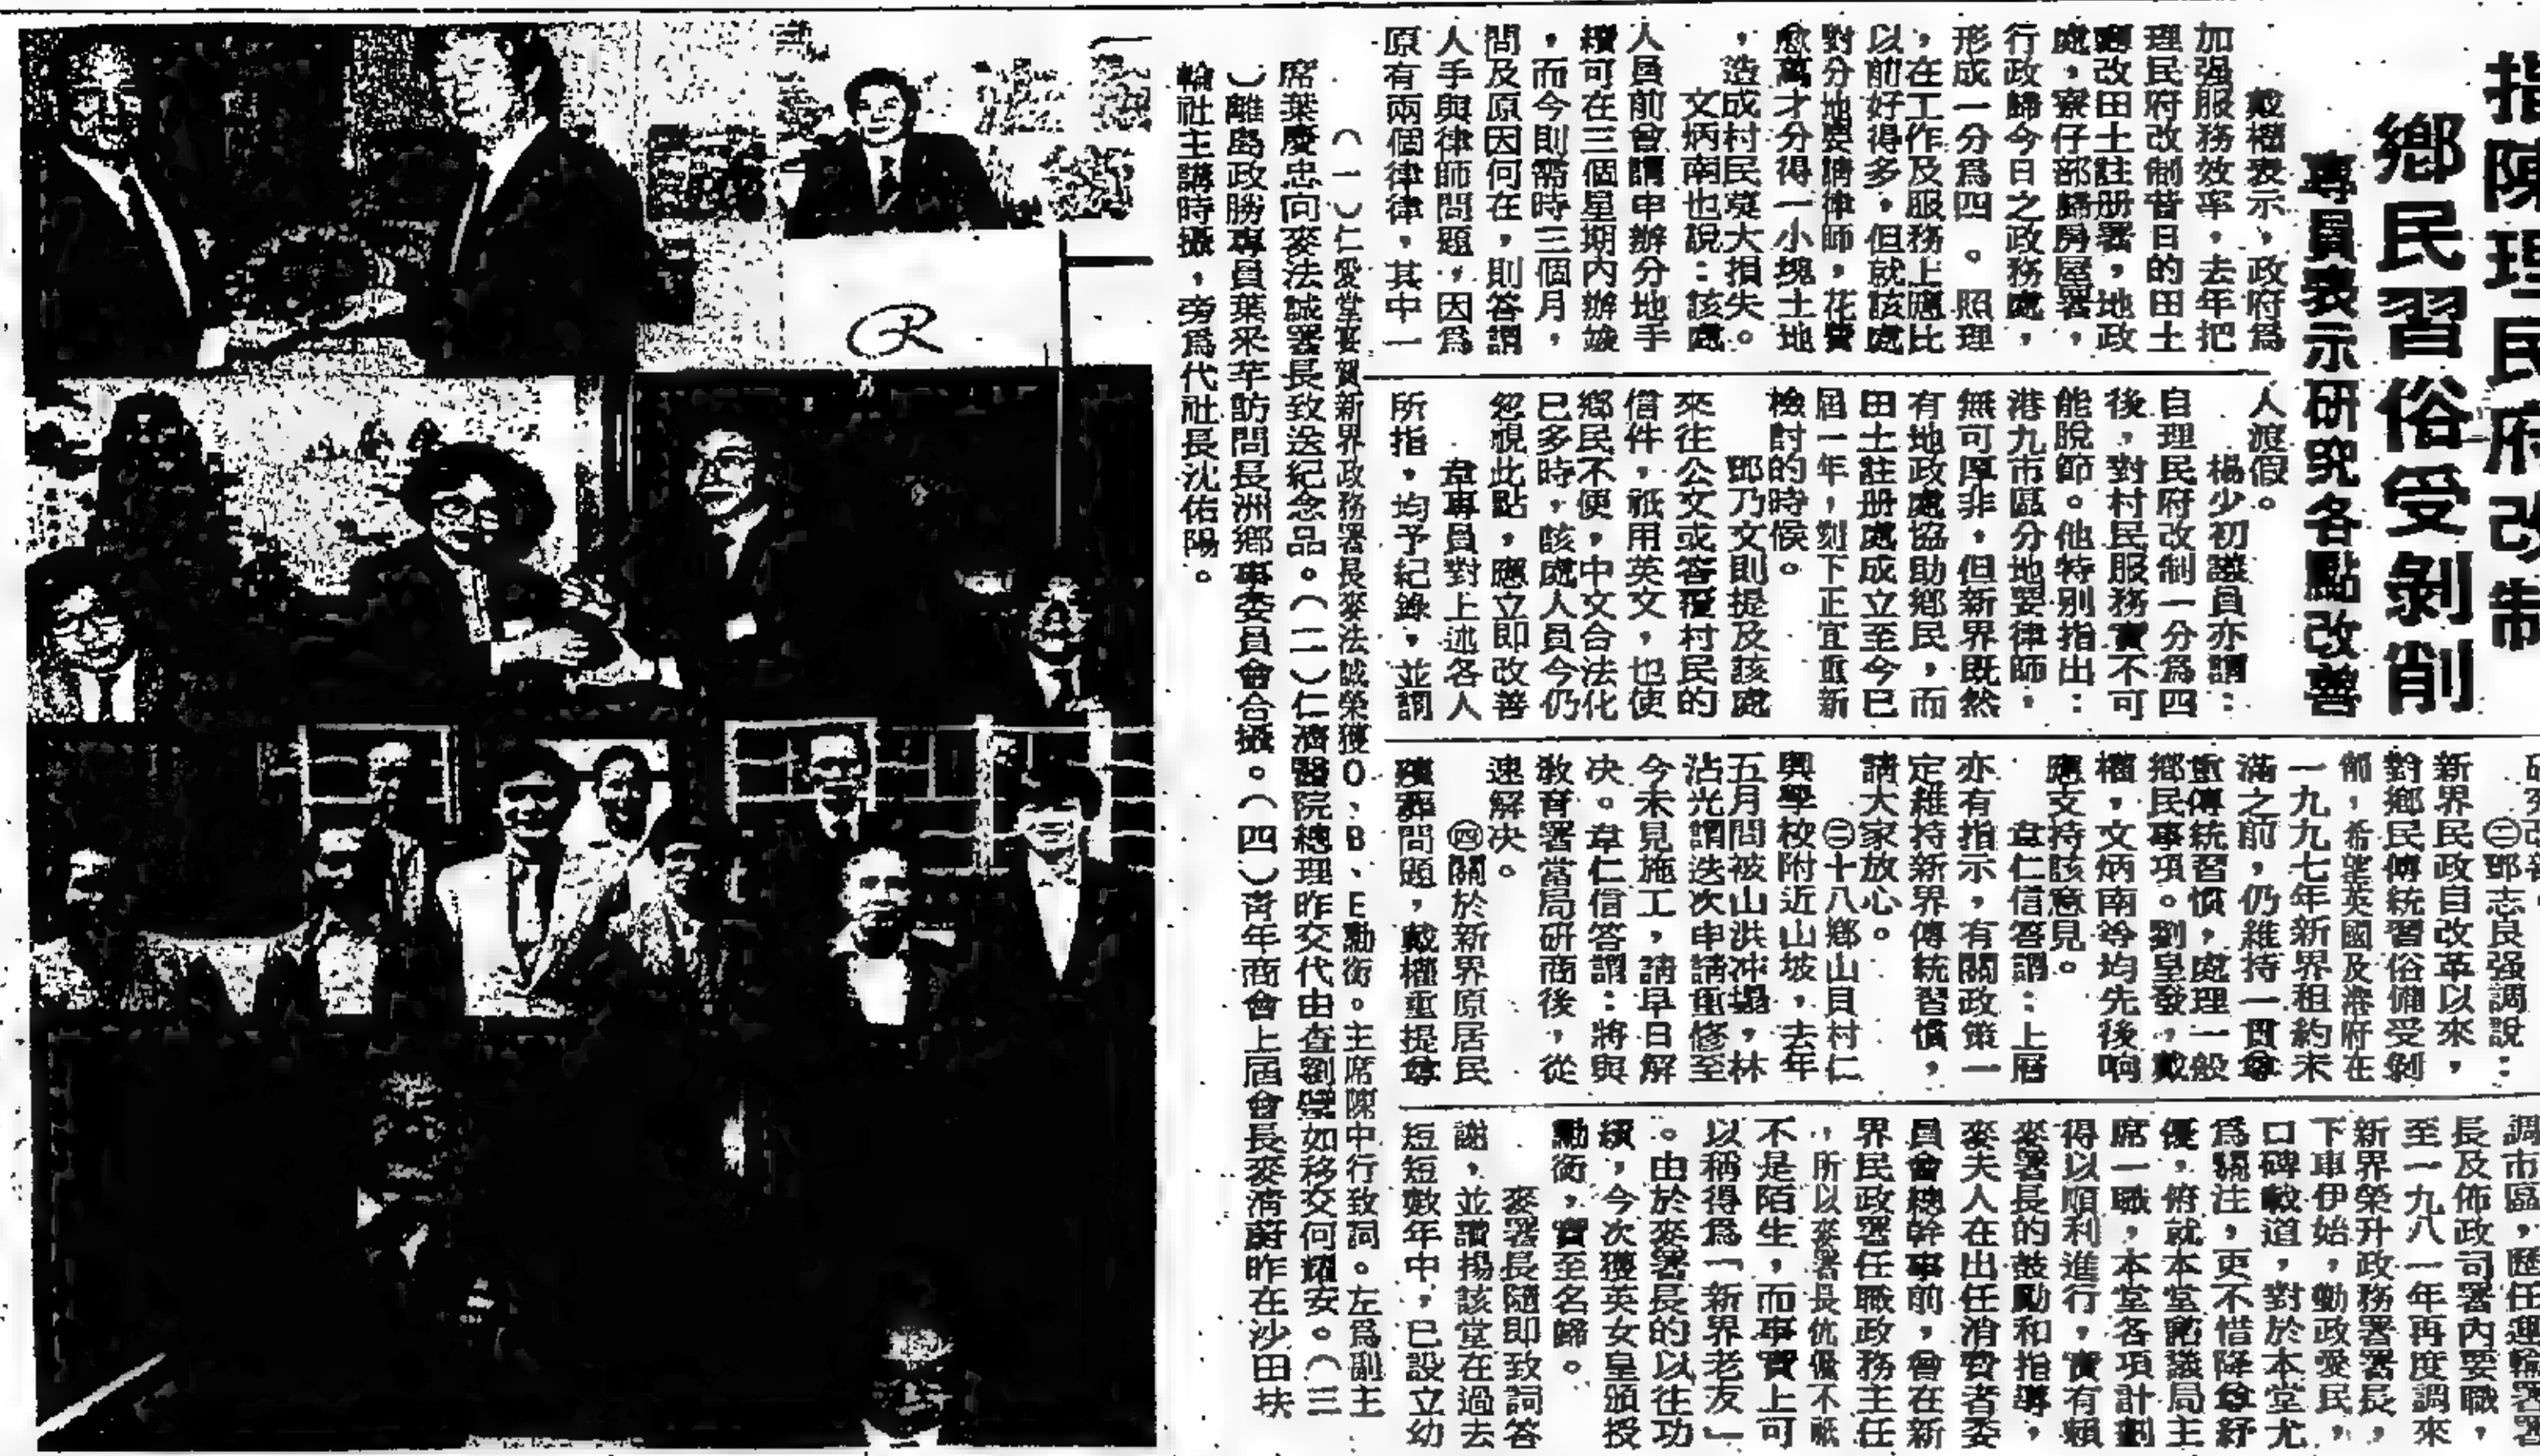 指陳理民府改制
鄉民習俗受剝削
專員表示研究各點改善
戴權表示，政府為
加强服務效率，去年把
理民府改制昔日的田土
處改田土註册署，地政
處，寮仔部歸房屋署，
行政歸今日之政務處，
形成一分為四。照理
，在工作及服務上應比
以前好得多，但就該處
對分地要請律師，花費
愈萬才分得一小塊土地
，造成村民莫大損失。
文炳南也說：該處
人員前曾謂申辦分地手
續可在三個星期內辦竣
，而今則需時三個月，
問及原因何在，則答謂
人手與律師問題，因為
原有兩個律律，其中一
人渡假。
楊少初議員亦謂：
自理民府改制一分為四
後，對村民服務實不可
能脫節。他特別指出：
港九市區分地要律師，
無可厚非，但新界既然
有地政處協助鄉民，而
田土註册處成立至今已
屆一年，刻下正宜重新
檢討的時候。
鄧乃文則提及該處
來往公文或答覆村民的
信件，祇用英文，也使
鄉民不便，中文合法化
已多時，該處人員今仍
忽視此點，應立即改善
韋專員對上述各人
所指，均予紀錄，並謂
㊁鄧志良强調說：
新界民政自改革以來，
對鄉民傳統習俗備受剝
削，希望英國及港府在
一九九七年新界租約未
滿之前，仍維持一貫尊
重傳統習慣，處理一般
鄉民事項。劉皇發，戴
權，文炳南等均先後响
應支持該意見。
韋仁信答謂：上層
亦有指示，有關政策一
定維持新界傳統習慣，
請大家放心。
㊂十八鄉山貝村仁
興學校附近山坡，去年
五月間被山洪冲塌，林
沾光謂迭次申請重修至
今未見施工，請早日解
决。韋仁信答謂：將與
教育署當局研商後，從
速解决。
㊃關於新界原居民
殯葬問題，戴權重提尊
調市區，歷任理輸署署
長及佈政司署內要職，
至一九八一年再度調來
新界榮升政務署署長，
下車伊始，勤政愛民，
口碑載道，對於本堂尤
為關注，更不惜降尊紆
優，俯就本堂諮議局主
席一職，本堂各項計劃
得以順利進行，實有賴
麥署長的鼓勵和指導，
麥夫人在出任消費者委
員會總幹事前，曾在新
界民政署任職政務主任
，所以麥署長伉儷不祇
不是陌生，而事實上可
以稱得為「新界老友」
。由於麥署長的以往功
績，今次獲英女皇頒授
勳銜，實至名歸。
麥署長隨即致詞答
謝，並讚揚該堂在過去
短短數年中，已設立幼
（一）仁愛堂宴賀新界政務署長麥法誠榮獲O、B、E勳銜。主席陳中行致詞。左為副主
席葉慶忠向麥法誠署長致送紀念品。（二）仁濟醫院總理昨交代由查劉璧如移交何耀安。（三
）離島政勝專員葉來芊訪問長洲鄉事委員會合攝。（四）青年商會上屆會長麥濟蔚昨在沙田扶
輪社主講時攝，旁為代社長沈佑陽。